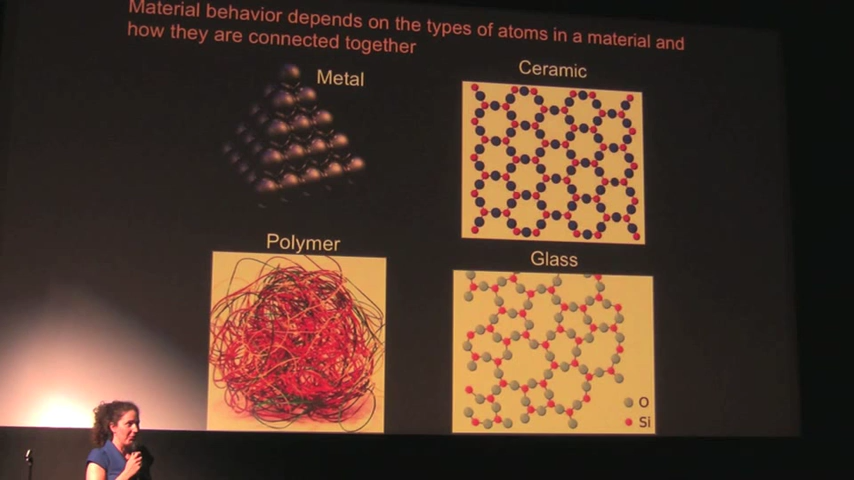 Material behavior depends on the types of atoms in a material and
how they are connected together
Metal
Ceramic
Polymer
Glass
O
Si